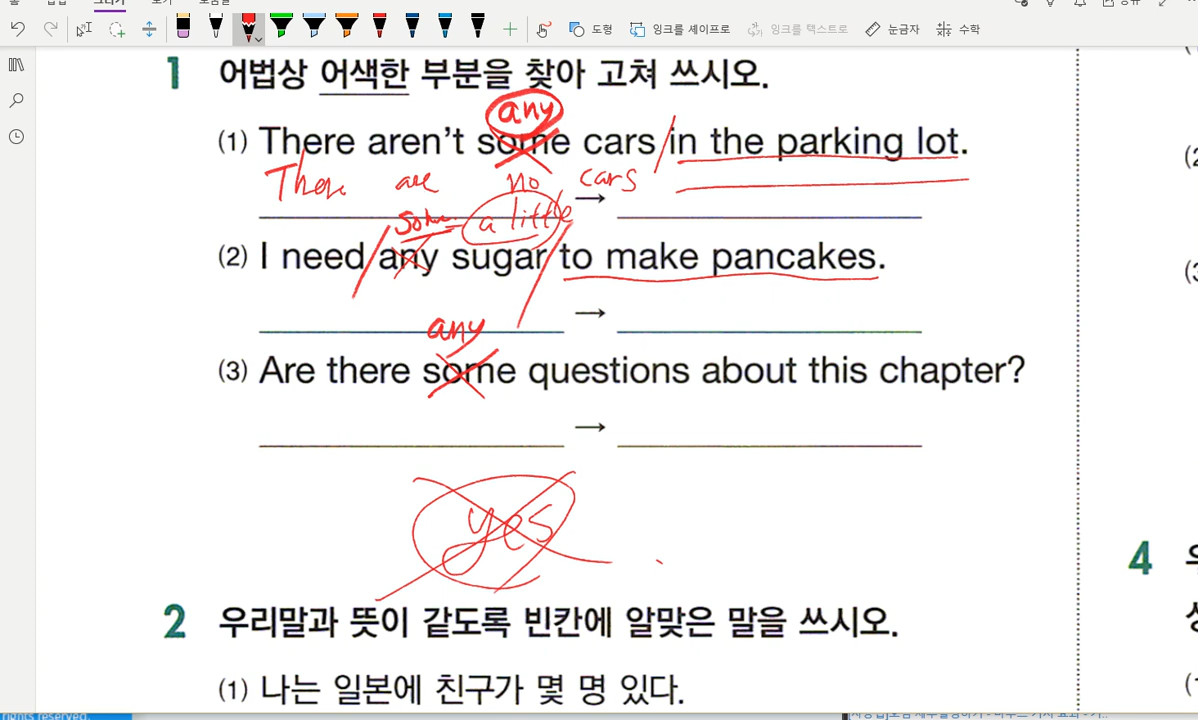 도형 잉크를 셰이프로 잉크를 텍스트로 눈금자 수학
1 어법상 어색한 부분을 찾아 고쳐 쓰시오.
any
(1) There aren't some cars in the parking lot.
There are no cars
→
some a little
(2) I need any sugar to make pancakes.
→
any
(3) Are there some questions about this chapter?
→
yes
4
2 우리말과 뜻이 같도록 빈칸에 알맞은 말을 쓰시오.
(1) 나는 일본에 친구가 몇 명 있다.
rights reserved.